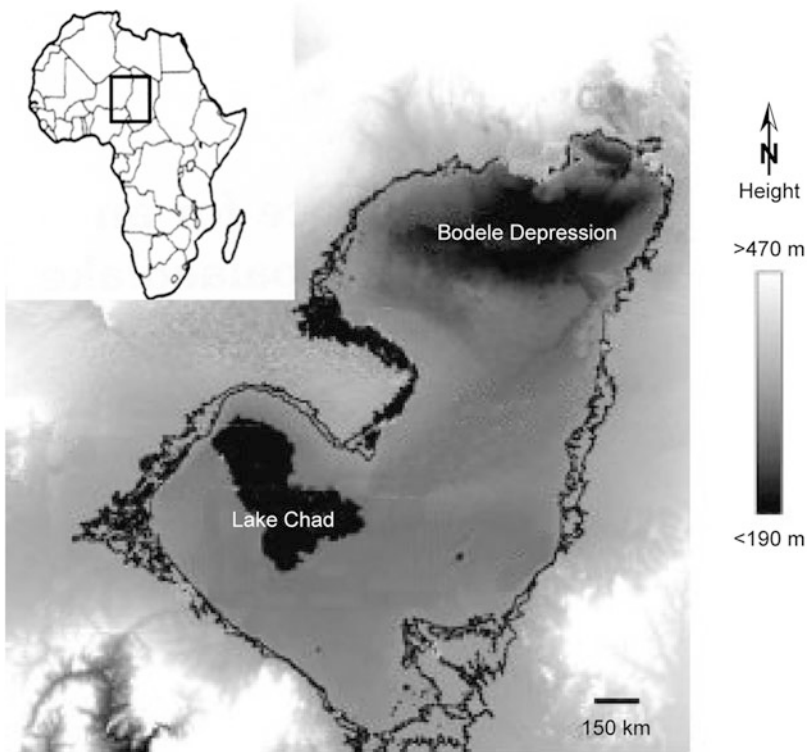 Bodele Depression
Lake Chad
N
Height
>470 m
<190 m
150 km